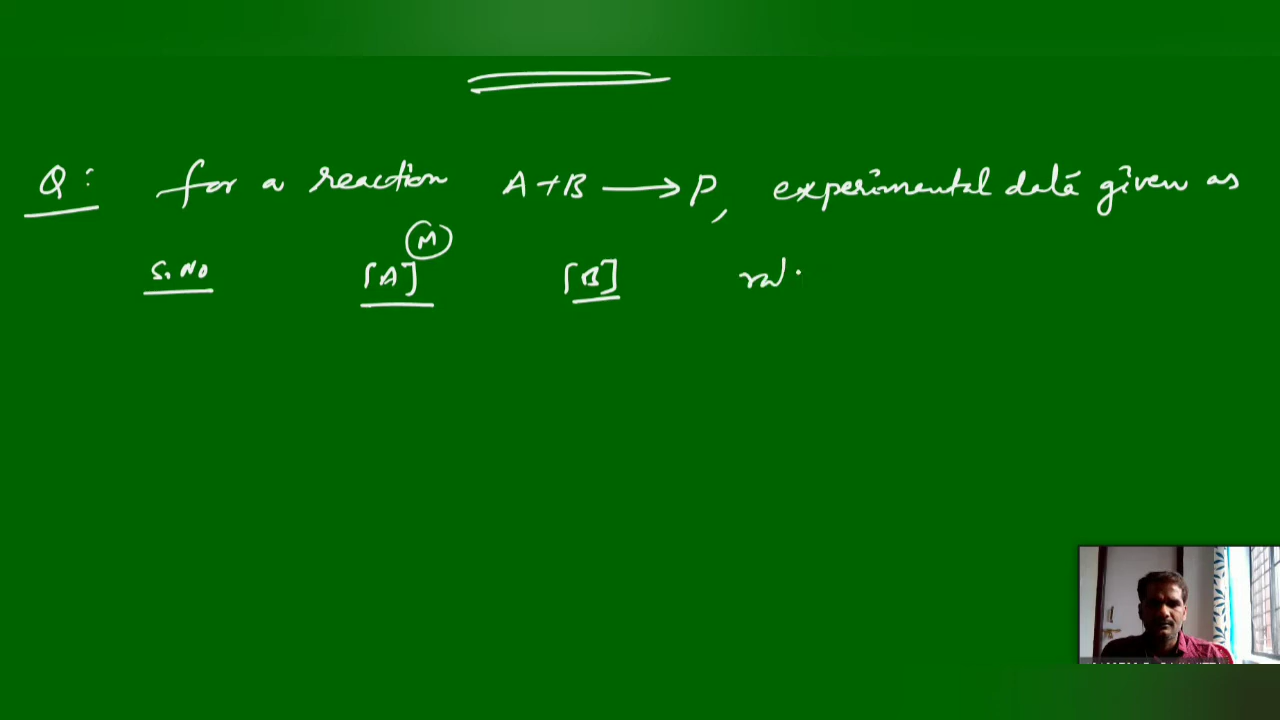 Q: for a reaction A + B ⟶ P, experimental data given as
S.No [A] M [B]